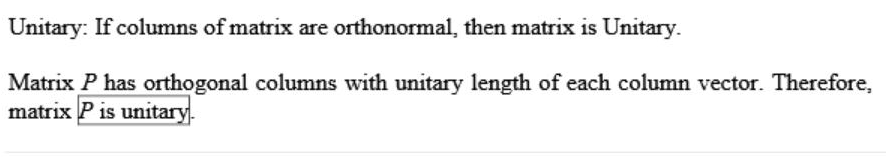 Unitary: If columns of matrix are orthonormal, then matrix is Unitary.
Matrix P has orthogonal columns with unitary length of each column vector. Therefore,
matrix P is unitary.